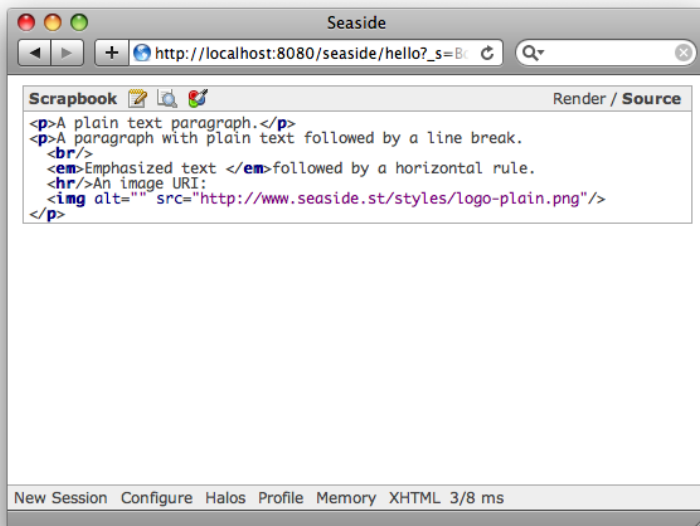 Seaside
http://localhost:8080/seaside/hello?_s=Bc
Scrapbook Render / Source
<p>A plain text paragraph.</p>
<p>A paragraph with plain text followed by a line break.
<br/>
<em>Emphasized text </em>followed by a horizontal rule.
<hr/>An image URI:
<img alt="" src="http://www.seaside.st/styles/logo-plain.png"/>
</p>
New Session Configure Halos Profile Memory XHTML 3/8 ms